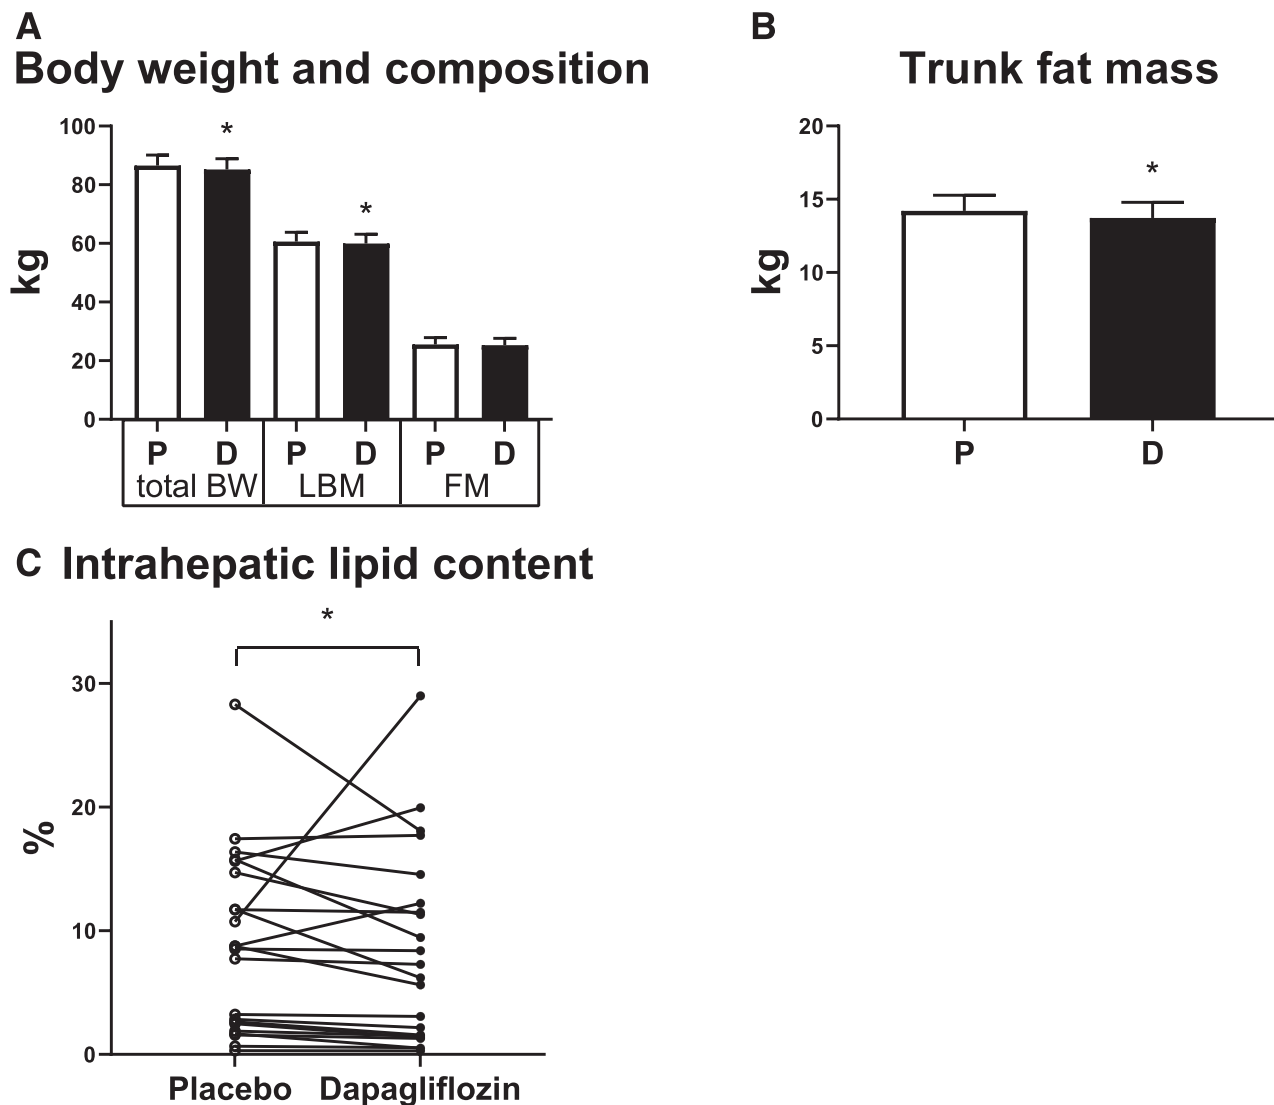 A
Body weight and composition
kg
100
80
60
40
20
0
*
*
P D P D P D
total BW LBM FM
B
Trunk fat mass
kg
20
15
10
5
0
*
P D
C Intrahepatic lipid content
*
%
30
20
10
0
Placebo Dapagliflozin